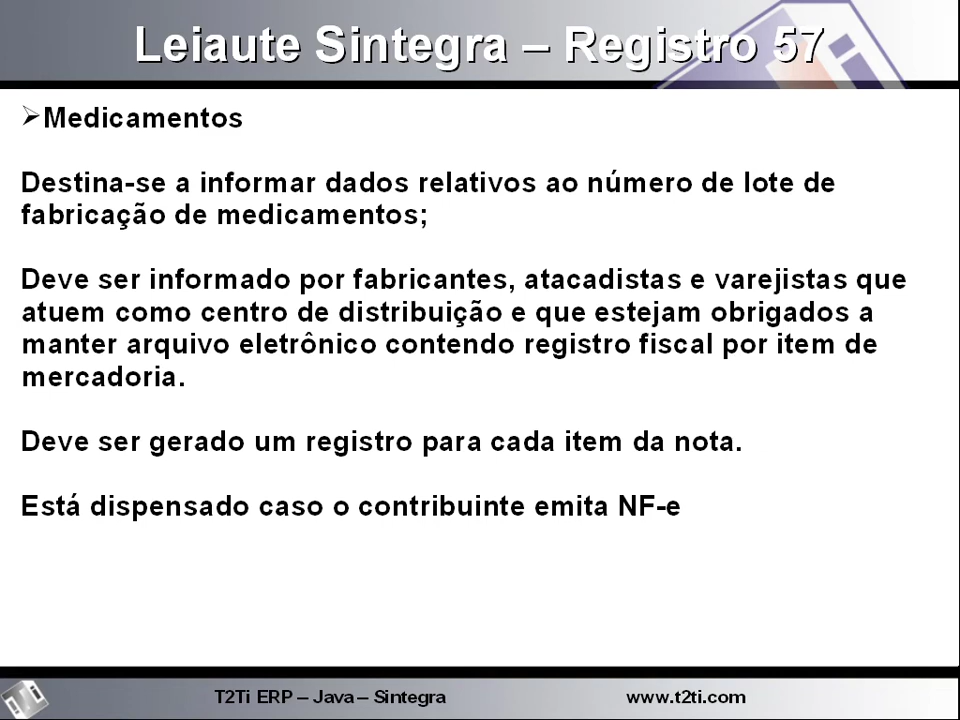 Leiaute Sintegra – Registro 57
➢Medicamentos
Destina-se a informar dados relativos ao número de lote de
fabricação de medicamentos;
Deve ser informado por fabricantes, atacadistas e varejistas que
atuem como centro de distribuição e que estejam obrigados a
manter arquivo eletrônico contendo registro fiscal por item de
mercadoria.
Deve ser gerado um registro para cada item da nota.
Está dispensado caso o contribuinte emita NF-e
T2Ti ERP – Java – Sintegra www.t2ti.com